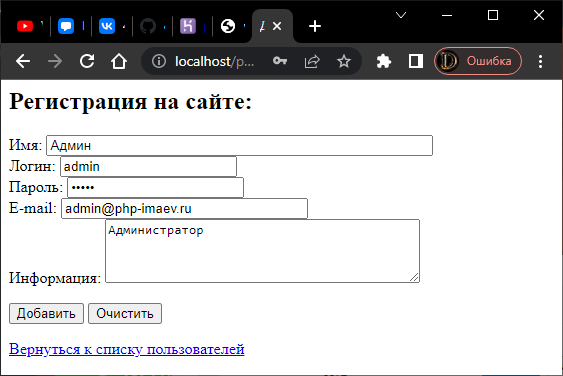 localhost/p...
Ошибка
Регистрация на сайте:
Имя: Админ
Логин: admin
Пароль: •••••
E-mail: admin@php-imaev.ru
Администратор
Информация:
Добавить Очистить
Вернуться к списку пользователей